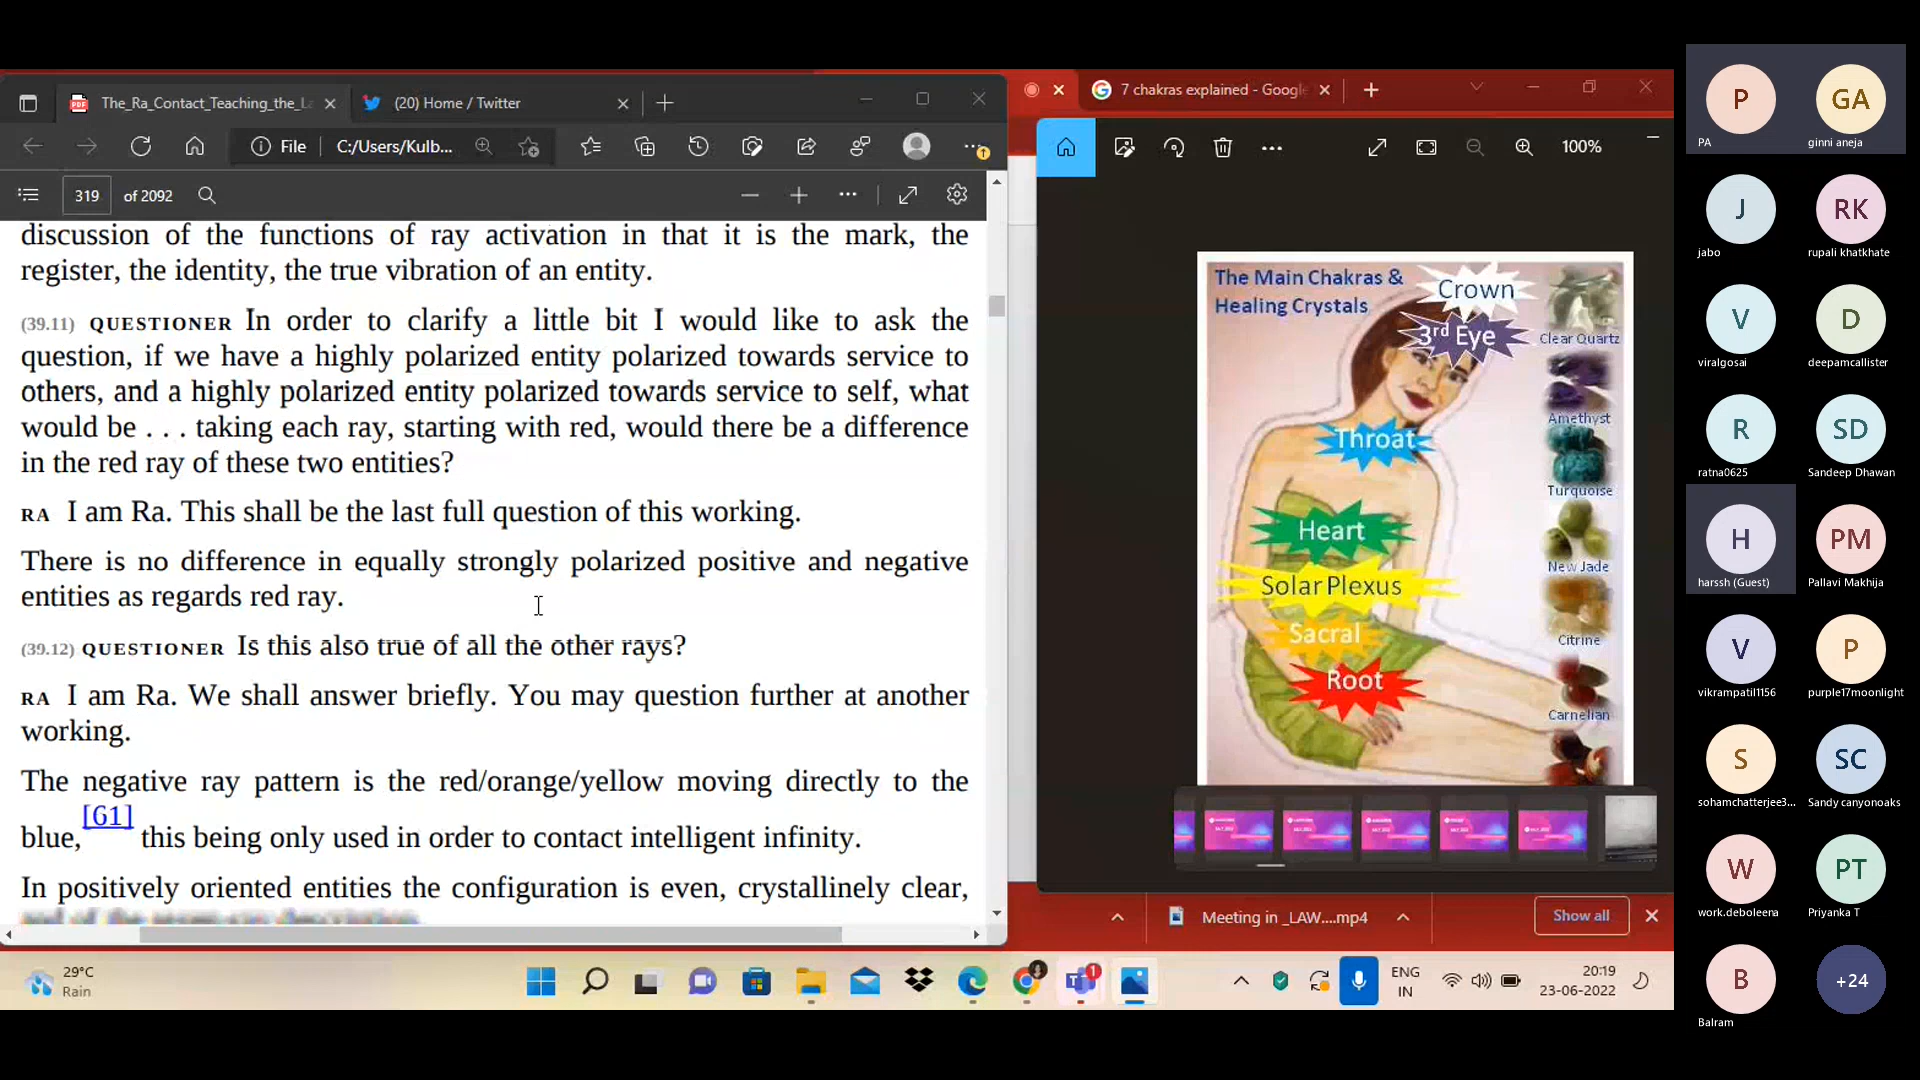 The_Ra_Contact_Teaching_the_La
(20) Home / Twitter
File
C:/Users/Kulb...
319
of 2092
discussion of the functions of ray activation in that it is the mark, the
register, the identity, the true vibration of an entity.
(39.11) QUESTIONER In order to clarify a little bit I would like to ask the
question, if we have a highly polarized entity polarized towards service to
others, and a highly polarized entity polarized towards service to self, what
would be . . . taking each ray, starting with red, would there be a difference
in the red ray of these two entities?
RA I am Ra. This shall be the last full question of this working.
There is no difference in equally strongly polarized positive and negative
entities as regards red ray.
(39.12) QUESTIONER Is this also true of all the other rays?
RA I am Ra. We shall answer briefly. You may question further at another
working.
The negative ray pattern is the red/orange/yellow moving directly to the
blue,[61] this being only used in order to contact intelligent infinity.
In positively oriented entities the configuration is even, crystallinely clear,
7 chakras explained - Google
100%
The Main Chakras &
Healing Crystals
Crown
3rd Eye
Throat
Heart
Solar Plexus
Sacral
Root
Clear Quartz
Amethyst
Turquoise
New Jade
Citrine
Carnelian
Meeting in _LAW....mp4
Show all
29°C
Rain
1
ENG
IN
20:19
23-06-2022
P
PA
GA
ginni aneja
J
jabo
RK
rupali khatkhate
V
viralgosai
D
deepamcallister
R
ratna0625
SD
Sandeep Dhawan
H
harssh (Guest)
PM
Pallavi Makhija
V
vikrampatil1156
P
purple17moonlight
S
sohamchatterjee3...
SC
Sandy canyonoaks
W
work.deboleena
PT
Priyanka T
B
Balram
+24